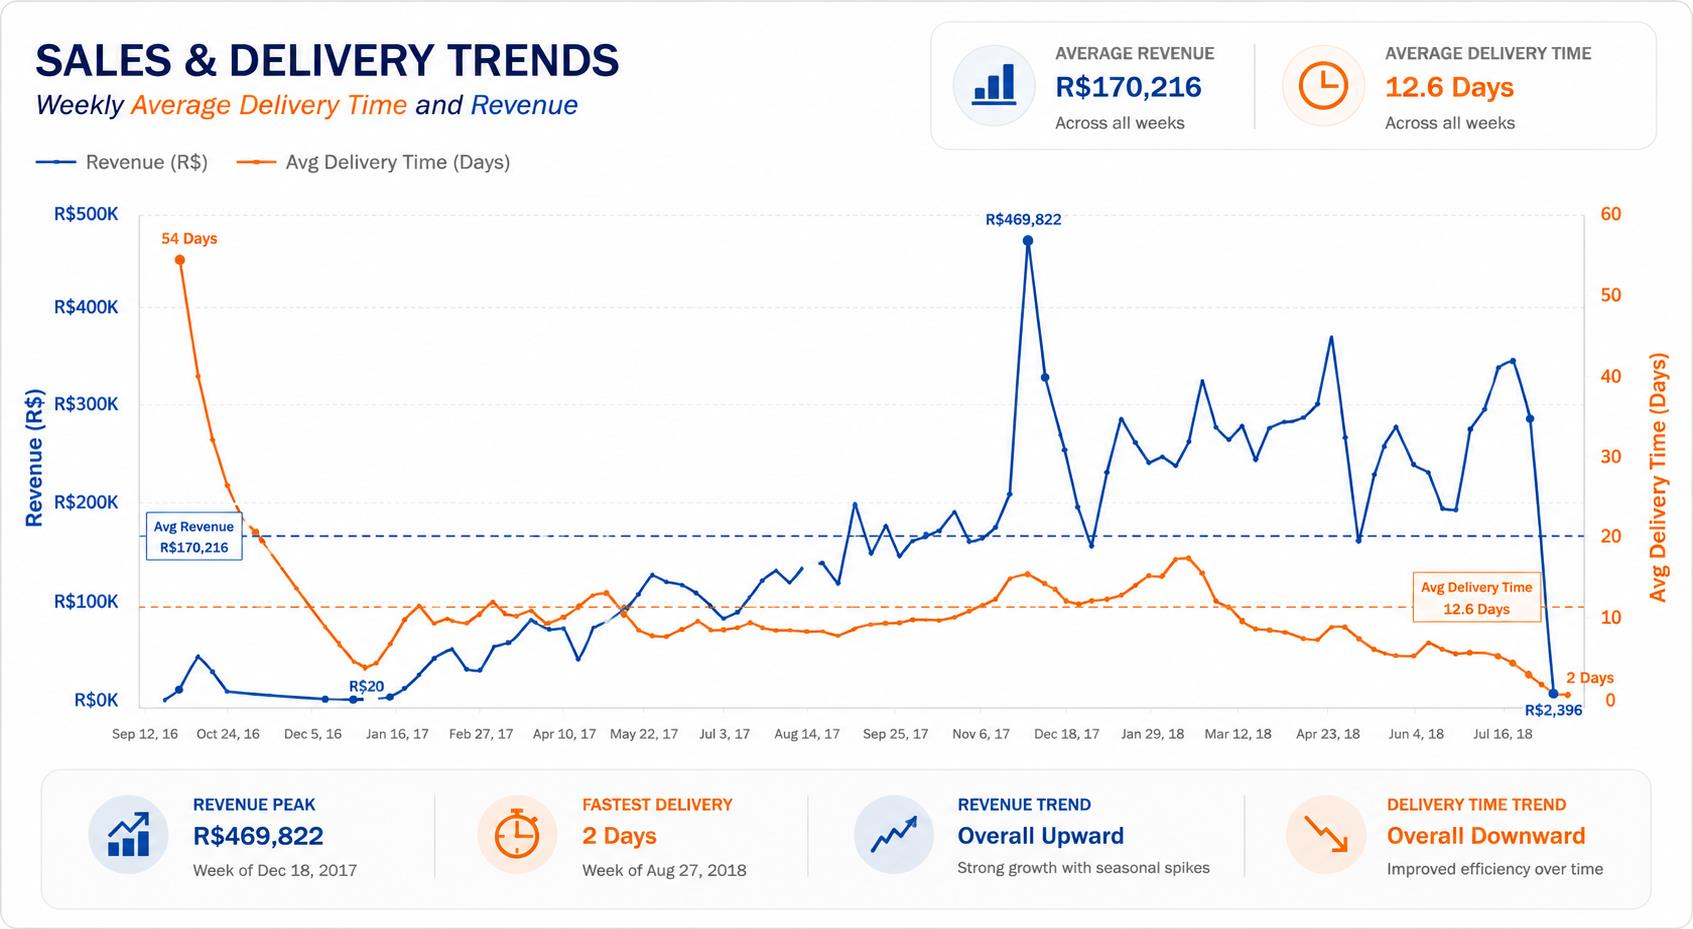 SALES & DELIVERY TRENDS
Weekly Average Delivery Time and Revenue
Revenue (R$)
Avg Delivery Time (Days)
AVERAGE REVENUE
R$170,216
Across all weeks
AVERAGE DELIVERY TIME
12.6 Days
Across all weeks
Revenue (R$)
R$500K
R$400K
R$300K
R$200K
R$100K
R$0K
54 Days
Avg Revenue
R$170,216
R$20
R$469,822
Avg Delivery Time
12.6 Days
2 Days
R$2,396
60
50
40
30
20
10
0
Avg Delivery Time (Days)
Sep 12, 16
Oct 24, 16
Dec 5, 16
Jan 16, 17
Feb 27, 17
Apr 10, 17
May 22, 17
Jul 3, 17
Aug 14, 17
Sep 25, 17
Nov 6, 17
Dec 18, 17
Jan 29, 18
Mar 12, 18
Apr 23, 18
Jun 4, 18
Jul 16, 18
REVENUE PEAK
R$469,822
Week of Dec 18, 2017
FASTEST DELIVERY
2 Days
Week of Aug 27, 2018
REVENUE TREND
Overall Upward
Strong growth with seasonal spikes
DELIVERY TIME TREND
Overall Downward
Improved efficiency over time